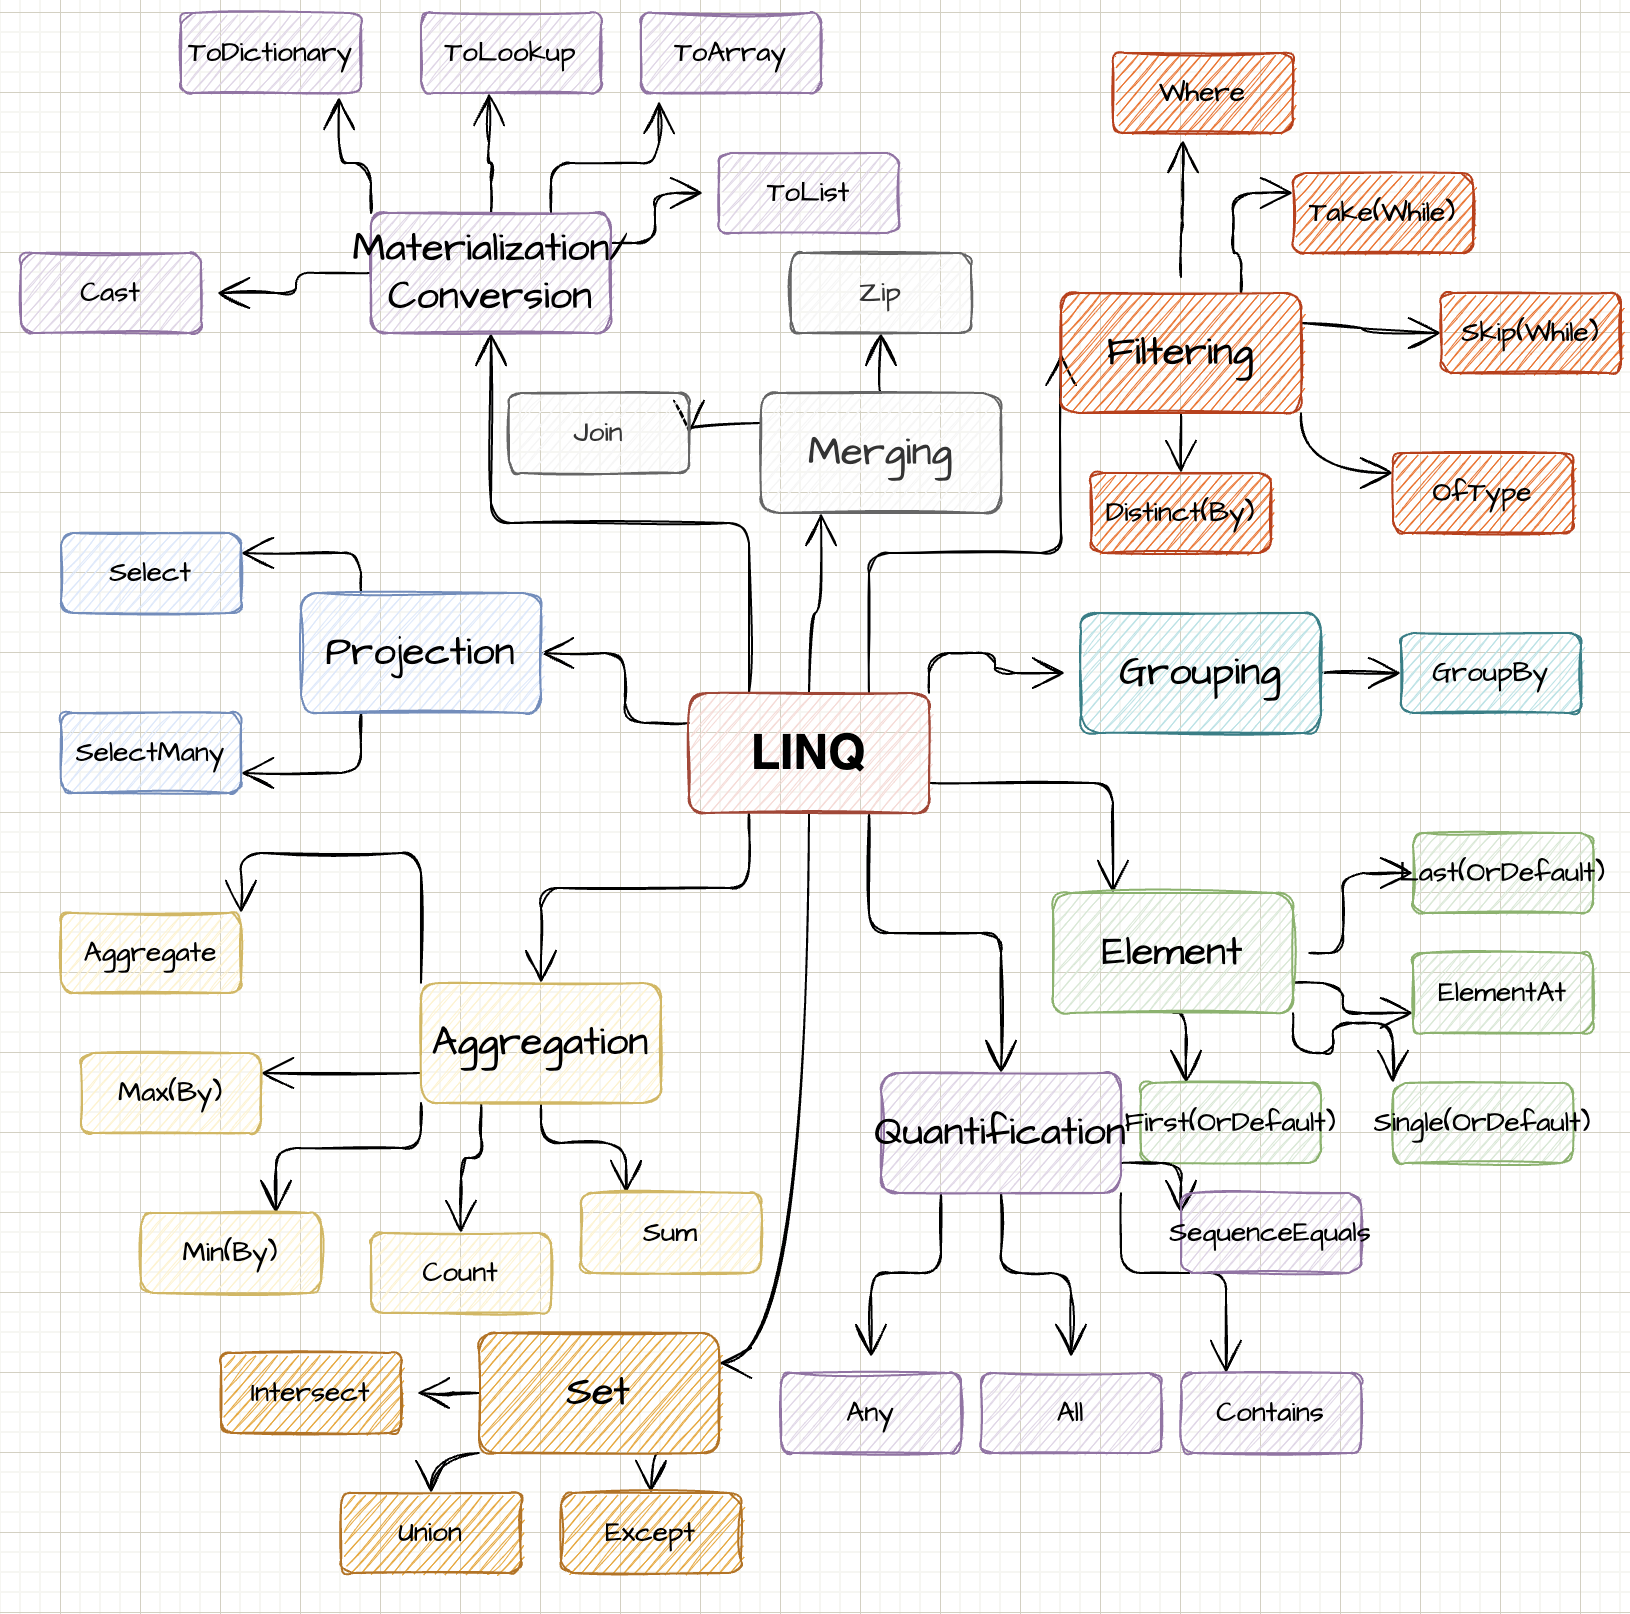 ToDictionary
ToLookup
ToArray
Where
ToList
Take(While)
Materialization/
Conversion
Cast
Zip
Filtering
Skip(While)
Join
Merging
Distinct(By)
OfType
Select
Projection
SelectMany
Grouping
GroupBy
LINQ
Last(OrDefault)
Aggregate
Element
ElementAt
Aggregation
Max(By)
Quantification
First(OrDefault)
Single(OrDefault)
Min(By)
Count
Sum
SequenceEquals
Intersect
Set
Any
All
Contains
Union
Except